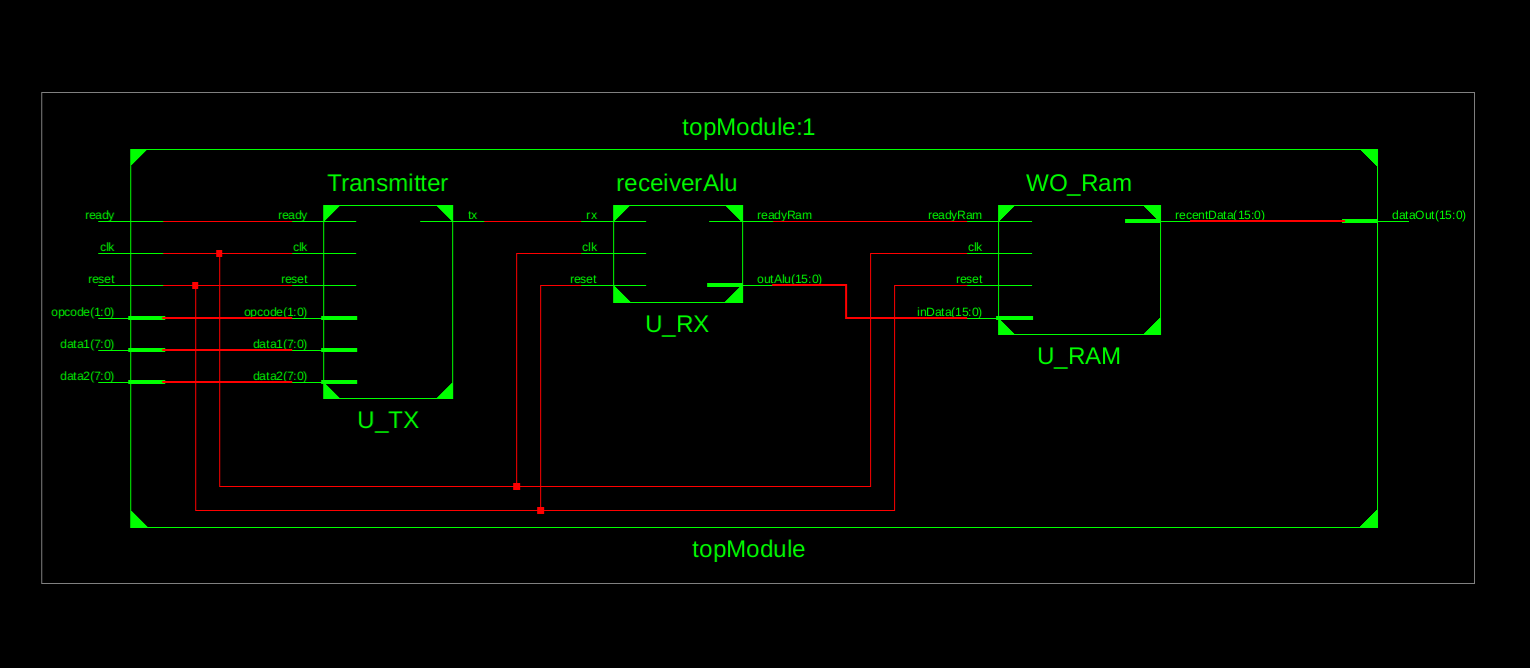 topModule:1
Transmitter receiverAlu WO_Ram
ready ready tx rx readyRam readyRam recentData(15:0) dataOut(15:0)
clk clk clk clk
reset reset reset outAlu(15:0) reset
opcode(1:0) opcode(1:0) inData(15:0)
U_RX
data1(7:0) data1(7:0)
U_RAM
data2(7:0) data2(7:0)
U_TX
topModule